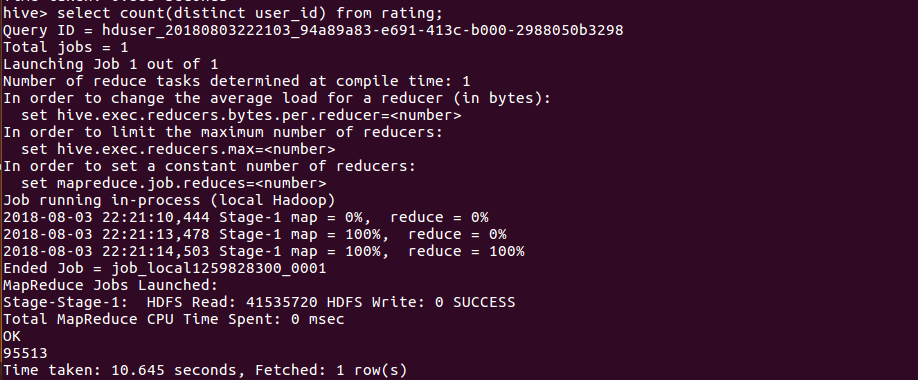 hive> select count(distinct user_id) from rating;
Query ID = hduser_20180803222103_94a89a83-e691-413c-b000-2988050b3298
Total jobs = 1
Launching Job 1 out of 1
Number of reduce tasks determined at compile time: 1
In order to change the average load for a reducer (in bytes):
  set hive.exec.reducers.bytes.per.reducer=<number>
In order to limit the maximum number of reducers:
  set hive.exec.reducers.max=<number>
In order to set a constant number of reducers:
  set mapreduce.job.reduces=<number>
Job running in-process (local Hadoop)
2018-08-03 22:21:10,444 Stage-1 map = 0%,  reduce = 0%
2018-08-03 22:21:13,478 Stage-1 map = 100%,  reduce = 0%
2018-08-03 22:21:14,503 Stage-1 map = 100%,  reduce = 100%
Ended Job = job_local1259828300_0001
MapReduce Jobs Launched:
Stage-Stage-1:  HDFS Read: 41535720 HDFS Write: 0 SUCCESS
Total MapReduce CPU Time Spent: 0 msec
OK
95513
Time taken: 10.645 seconds, Fetched: 1 row(s)